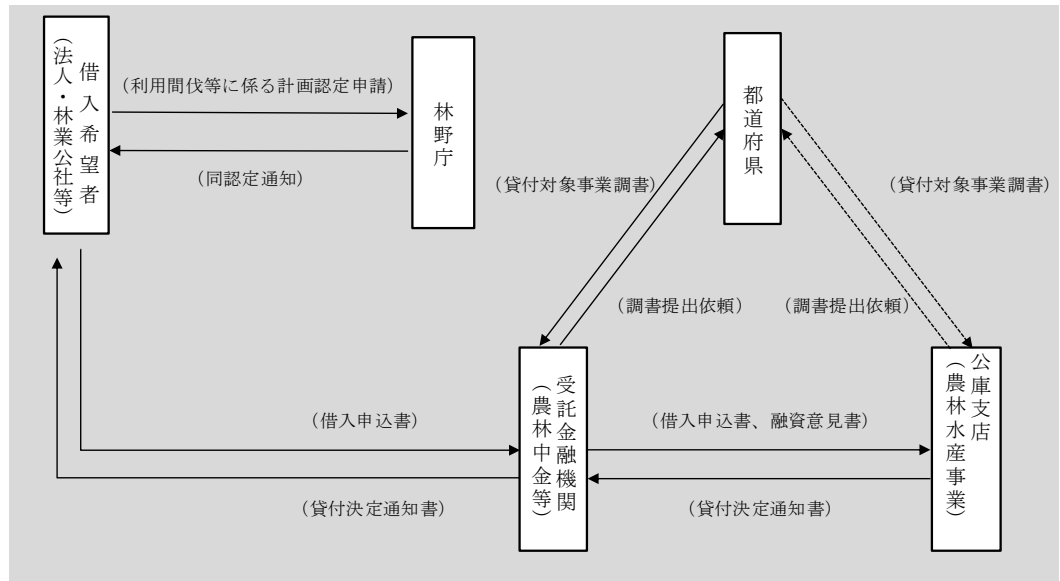 借入希望者
（法人・林業公社等）
（利用間伐等に係る計画認定申請）
（同認定通知）
林野庁
都道府県
（貸付対象事業調書）
（貸付対象事業調書）
（調書提出依頼）
（調書提出依頼）
受託金融機関
（農林中金等）
公庫支店
（農林水産事業）
（借入申込書）
（借入申込書、融資意見書）
（貸付決定通知書）
（貸付決定通知書）